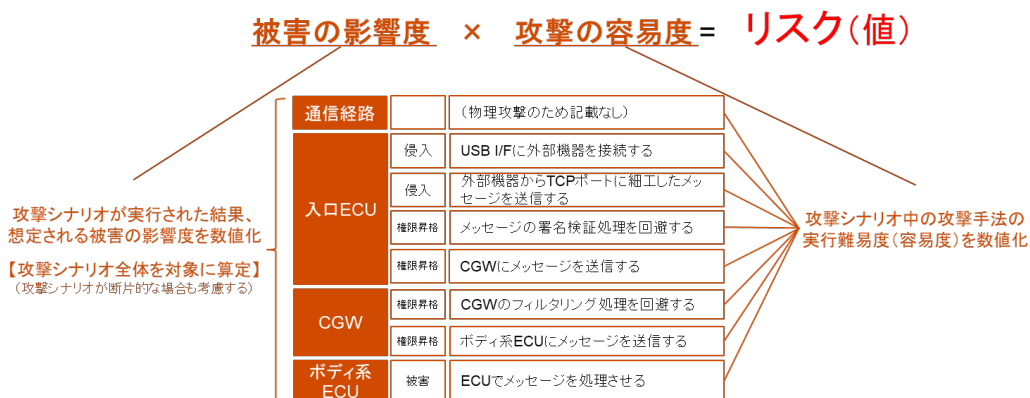 被害の影響度 × 攻撃の容易度 = リスク(値)
通信経路 (物理攻撃のため記載なし)
入口ECU
侵入 USB I/Fに外部機器を接続する
侵入 外部機器からTCPポートに細工したメッ
セージを送信する
権限昇格 メッセージの署名検証処理を回避する
権限昇格 CGWにメッセージを送信する
CGW
権限昇格 CGWのフィルタリング処理を回避する
権限昇格 ボディ系ECUにメッセージを送信する
ボディ系
ECU
被害 ECUでメッセージを処理させる
攻撃シナリオが実行された結果、
想定される被害の影響度を数値化
【攻撃シナリオ全体を対象に算定】
(攻撃シナリオが断片的な場合も考慮する)
攻撃シナリオ中の攻撃手法の
実行難易度(容易度)を数値化